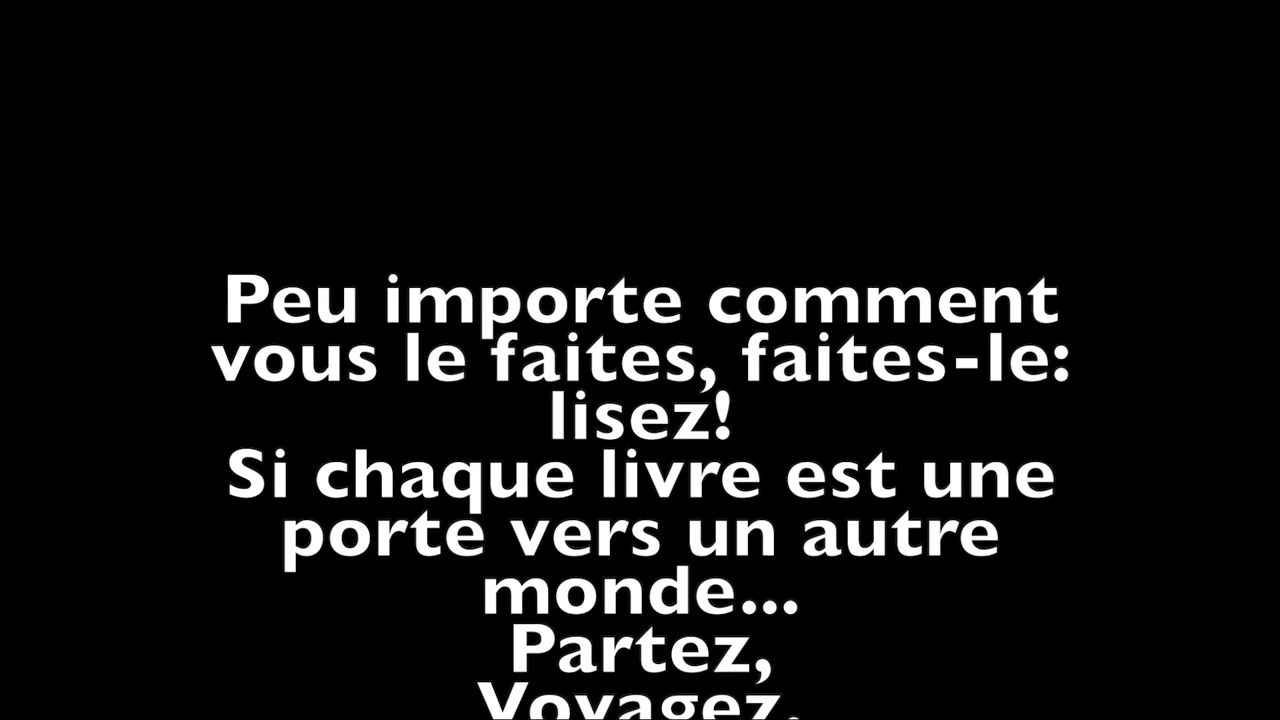 Peu importe comment
vous le faites, faites-le:
lisez!
Si chaque livre est une
porte vers un autre
monde...
Partez,
Voyagez,